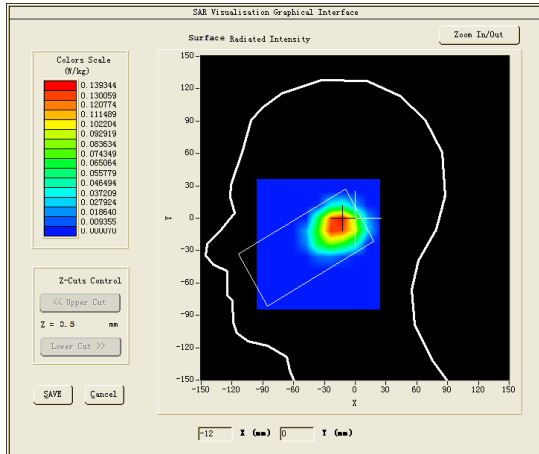 SAR Visualisation Graphical Interface
Surface Radiated Intensity
Zoom In/Out
Colors Scale
(W/kg)
0.139344
0.130059
0.120774
0.111489
0.102204
0.092919
0.083634
0.074349
0.065064
0.055779
0.046494
0.037209
0.027924
0.018640
0.009355
0.000070
Z-Cuts Control
<< Upper Cut
Z = 3.5 mm
Lower Cut >>
SAVE Cancel
150
120
90
60
30
0
-30
-60
-90
-120
-150
Y
-150 -120 -90 -60 -30 0 30 60 90 120 150
X
-12 X (mm) 0 Y (mm)